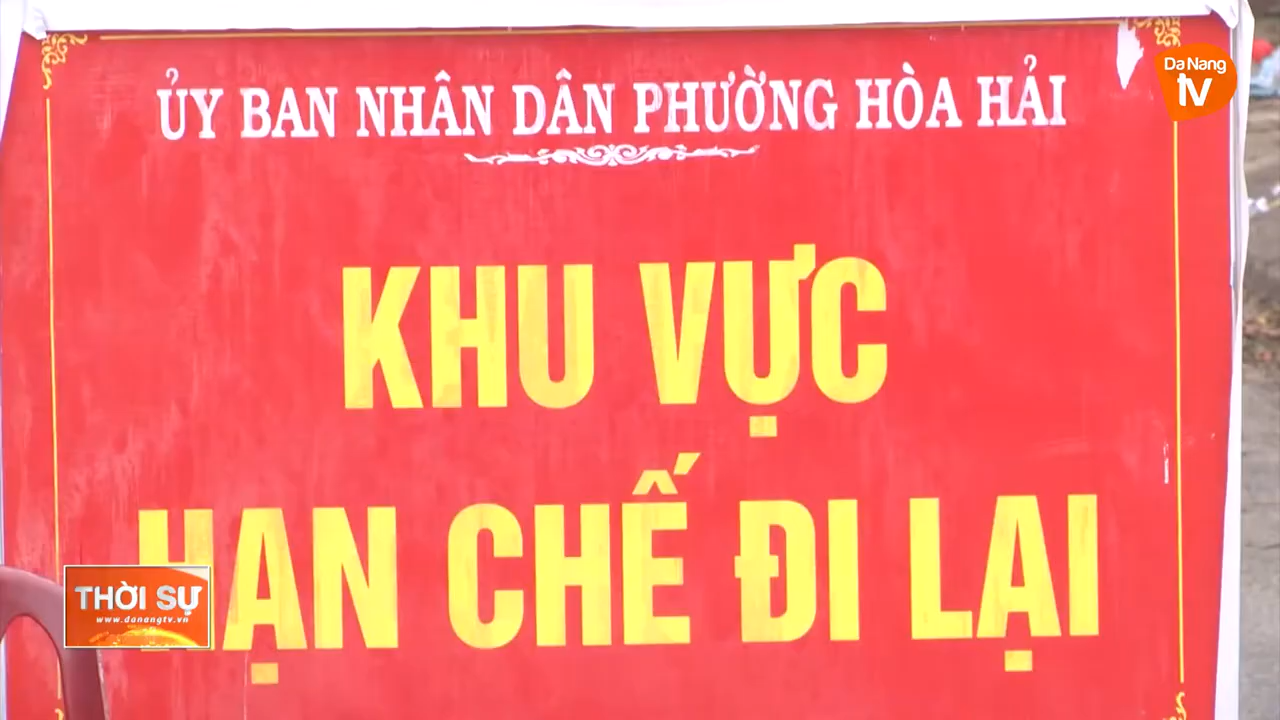 Da Nang
tv
ỦY BAN NHÂN DÂN PHƯỜNG HÒA HẢI
KHU VỰC
HẠN CHẾ ĐI LẠI
THỜI SỰ
www.danangtv.vn